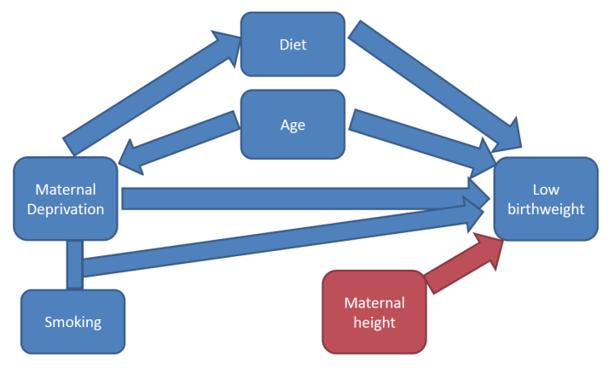 Diet
Age
Maternal
Deprivation
Low
birthweight
Smoking
Maternal
height